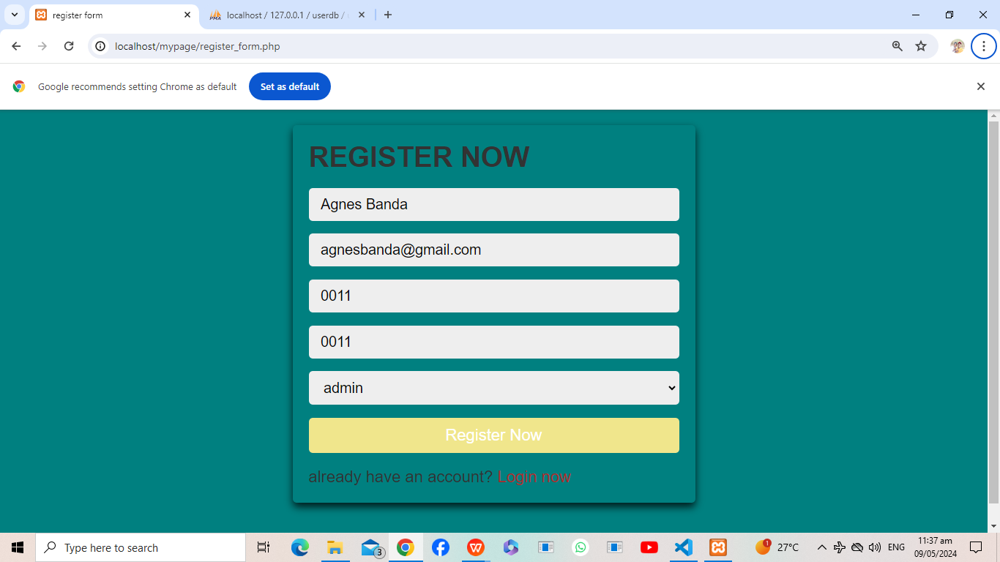 register form
localhost / 127.0.0.1 / userdb /
localhost/mypage/register_form.php
Google recommends setting Chrome as default
Set as default
REGISTER NOW
Agnes Banda
agnesbanda@gmail.com
0011
0011
admin
Register Now
already have an account? Login now
Type here to search
3
1
27°C
ENG
11:37 am
09/05/2024